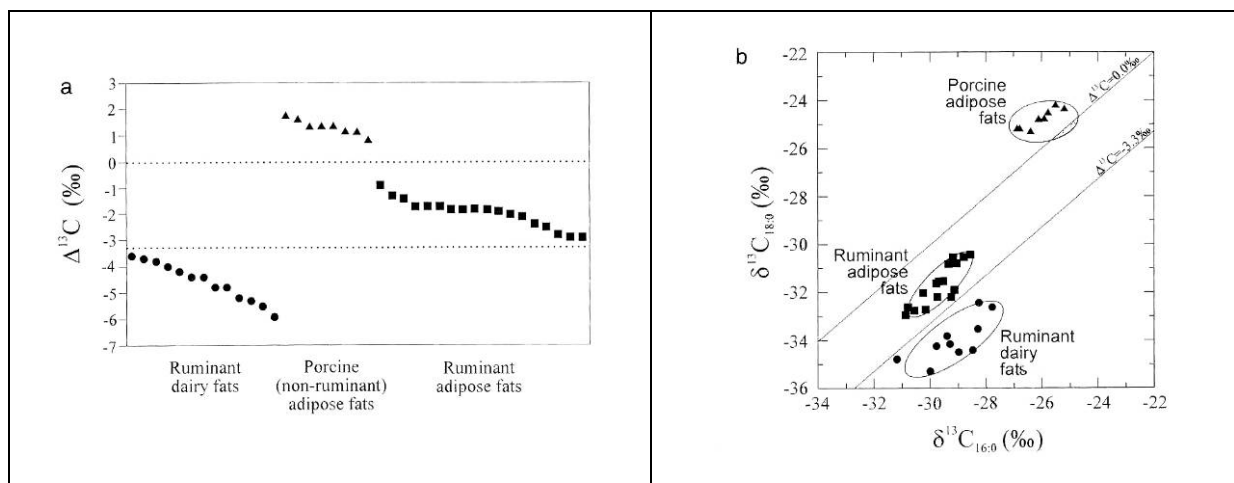 a
3
2
1
0
-1
-2
-3
-4
-5
-6
-7
Δ¹³C (‰)
Ruminant
dairy fats
Porcine
(non-ruminant)
adipose fats
Ruminant
adipose fats
b
-22
-24
-26
-28
-30
-32
-34
-36
δ¹³C₁₈:₀ (‰)
Porcine
adipose
fats
Δ¹³C=0.0‰
Δ¹³C=-3.3‰
Ruminant
adipose
fats
Ruminant
dairy
fats
-34 -32 -30 -28 -26 -24 -22
δ¹³C₁₆:₀ (‰)